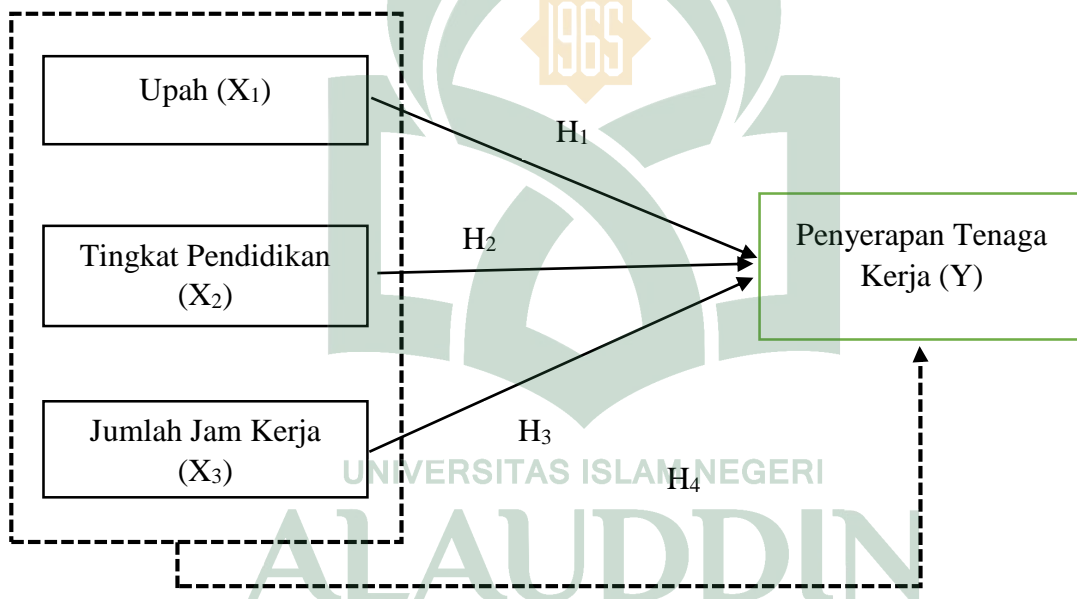 1965
Upah (X₁)
H₁
Tingkat Pendidikan
(X₂)
H₂
Penyerapan Tenaga
Kerja (Y)
Jumlah Jam Kerja
(X₃)
H₃
H₄
UNIVERSITAS ISLAM NEGERI
ALAUDDIN